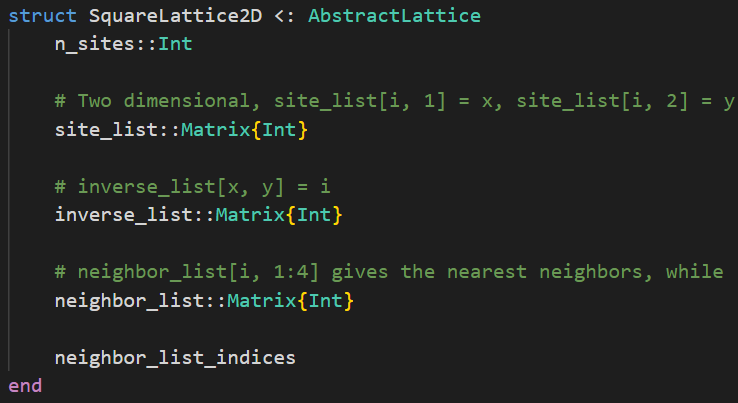 struct SquareLattice2D <: AbstractLattice
    n_sites::Int
    # Two dimensional, site_list[i, 1] = x, site_list[i, 2] = y
    site_list::Matrix{Int}
    # inverse_list[x, y] = i
    inverse_list::Matrix{Int}
    # neighbor_list[i, 1:4] gives the nearest neighbors, while
    neighbor_list::Matrix{Int}
    neighbor_list_indices
end